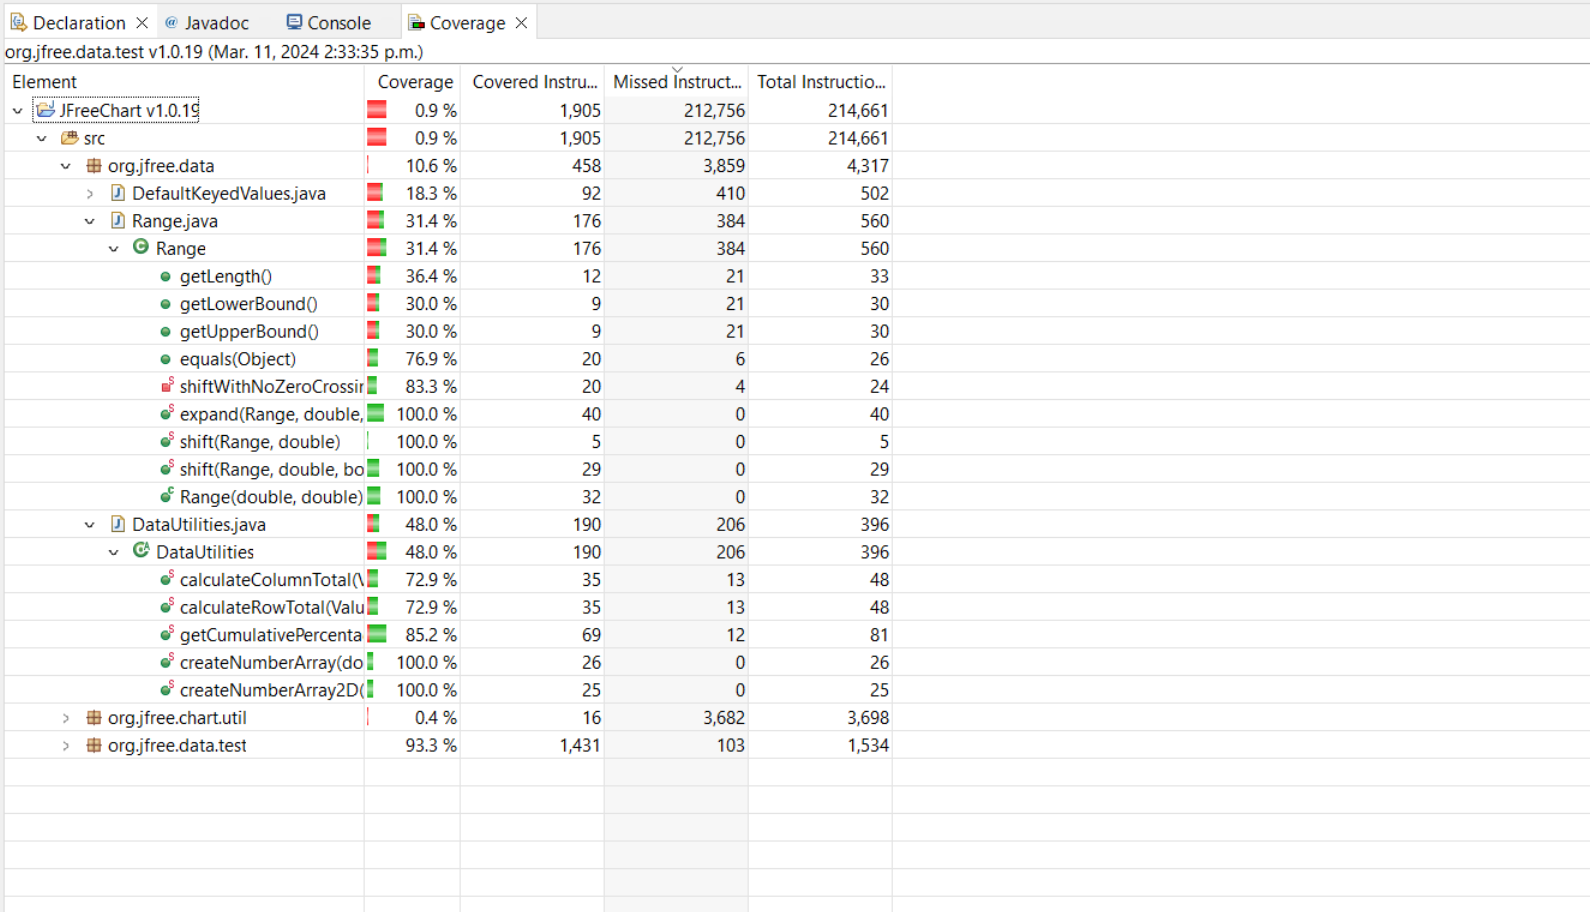 Declaration Javadoc Console Coverage
org.jfree.data.test v1.0.19 (Mar. 11, 2024 2:33:35 p.m.)
Element Coverage Covered Instru... Missed Instruct... Total Instructio...
JFreeChart v1.0.19 0.9 % 1,905 212,756 214,661
src 0.9 % 1,905 212,756 214,661
org.jfree.data 10.6 % 458 3,859 4,317
DefaultKeyedValues.java 18.3 % 92 410 502
Range.java 31.4 % 176 384 560
Range 31.4 % 176 384 560
getLength() 36.4 % 12 21 33
getLowerBound() 30.0 % 9 21 30
getUpperBound() 30.0 % 9 21 30
equals(Object) 76.9 % 20 6 26
shiftWithNoZeroCrossin 83.3 % 20 4 24
expand(Range, double, 100.0 % 40 0 40
shift(Range, double) 100.0 % 5 0 5
shift(Range, double, bo 100.0 % 29 0 29
Range(double, double) 100.0 % 32 0 32
DataUtilities.java 48.0 % 190 206 396
DataUtilities 48.0 % 190 206 396
calculateColumnTotal(V 72.9 % 35 13 48
calculateRowTotal(Valu 72.9 % 35 13 48
getCumulativePercenta 85.2 % 69 12 81
createNumberArray(do 100.0 % 26 0 26
createNumberArray2D( 100.0 % 25 0 25
org.jfree.chart.util 0.4 % 16 3,682 3,698
org.jfree.data.test 93.3 % 1,431 103 1,534